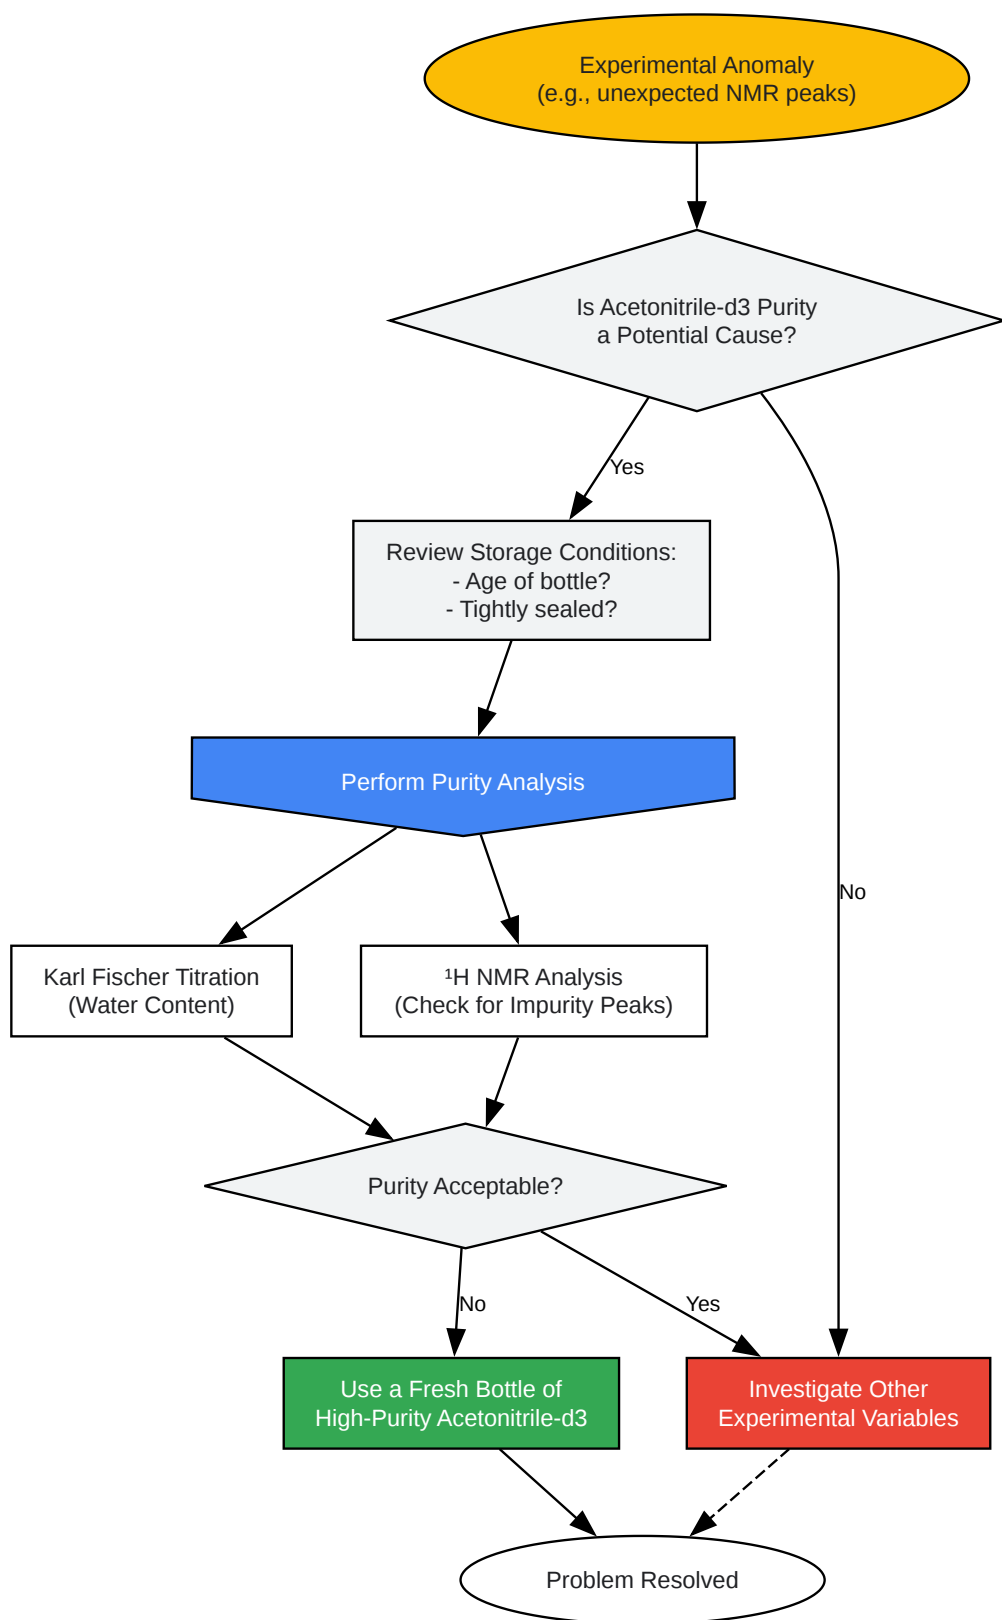 Experimental Anomaly
(e.g., unexpected NMR peaks)
Is Acetonitrile-d3 Purity
a Potential Cause?
Yes
Review Storage Conditions:
- Age of bottle?
- Tightly sealed?
Perform Purity Analysis
No
Karl Fischer Titration
(Water Content)
¹H NMR Analysis
(Check for Impurity Peaks)
Purity Acceptable?
No
Yes
Use a Fresh Bottle of
High-Purity Acetonitrile-d3
Investigate Other
Experimental Variables
Problem Resolved